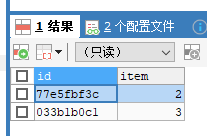 1 结果 2 个配置文件
(只读)
id item
77e5fbf3c 2
033b1b0c1 3